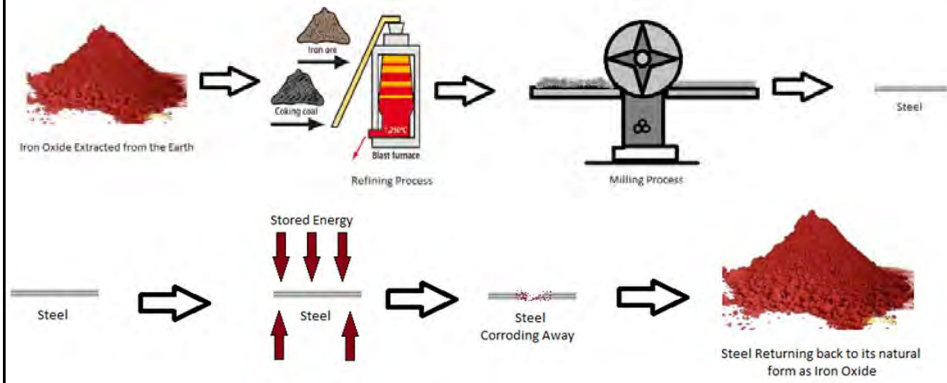 Iron ore
Coking coal
250°C
Blast furnace
Iron Oxide Extracted from the Earth
Refining Process
Milling Process
Steel
Stored Energy
Steel
Steel
Steel
Corroding Away
Steel Returning back to its natural
form as Iron Oxide